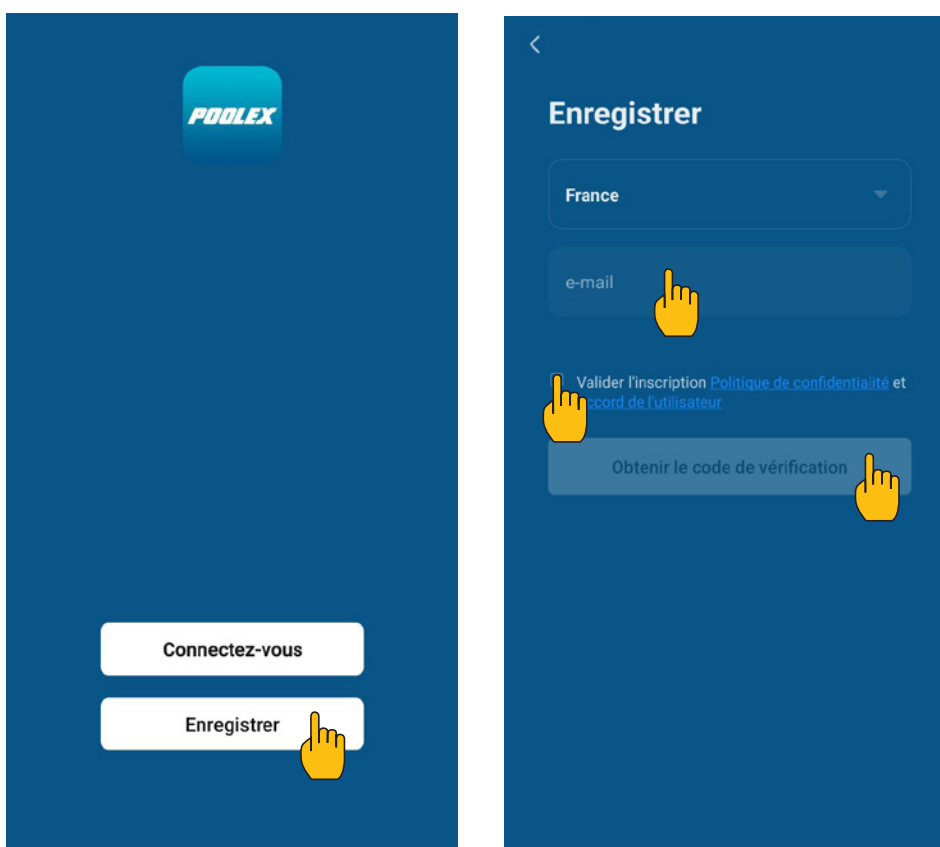 POOLEX
Connectez-vous
Enregistrer
Enregistrer
France
e-mail
Valider l'inscription Politique de confidentialité et
ccord de l'utilisateur
Obtenir le code de vérification